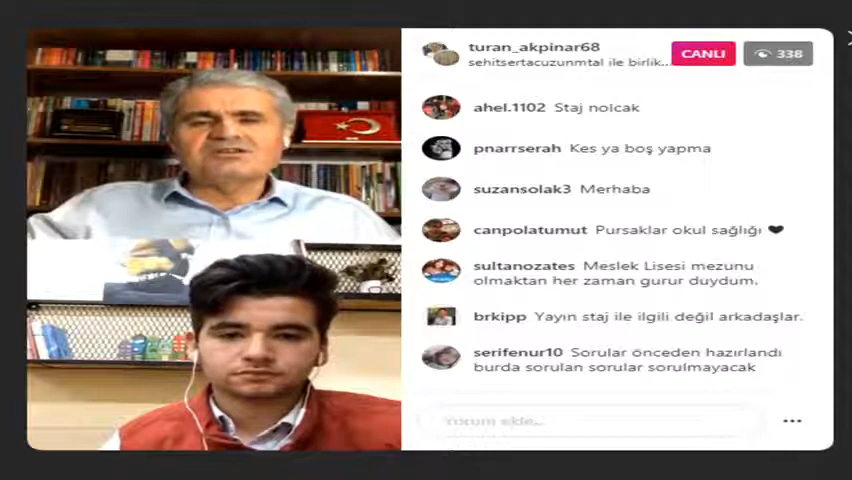 turan_akpinar68
sehitsertacuzunmtal ile birlik...
CANLI
338
ahel.1102 Staj nolcak
pnarrserah Kes ya boş yapma
suzansolak3 Merhaba
canpolatumut Pursaklar okul sağlığı 🖤
sultanozates Meslek Lisesi mezunu
olmaktan her zaman gurur duydum.
brkipp Yayın staj ile ilgili değil arkadaşlar.
serifenur10 Sorular önceden hazırlandı
burda sorulan sorular sorulmayacak
Yorum ekle...